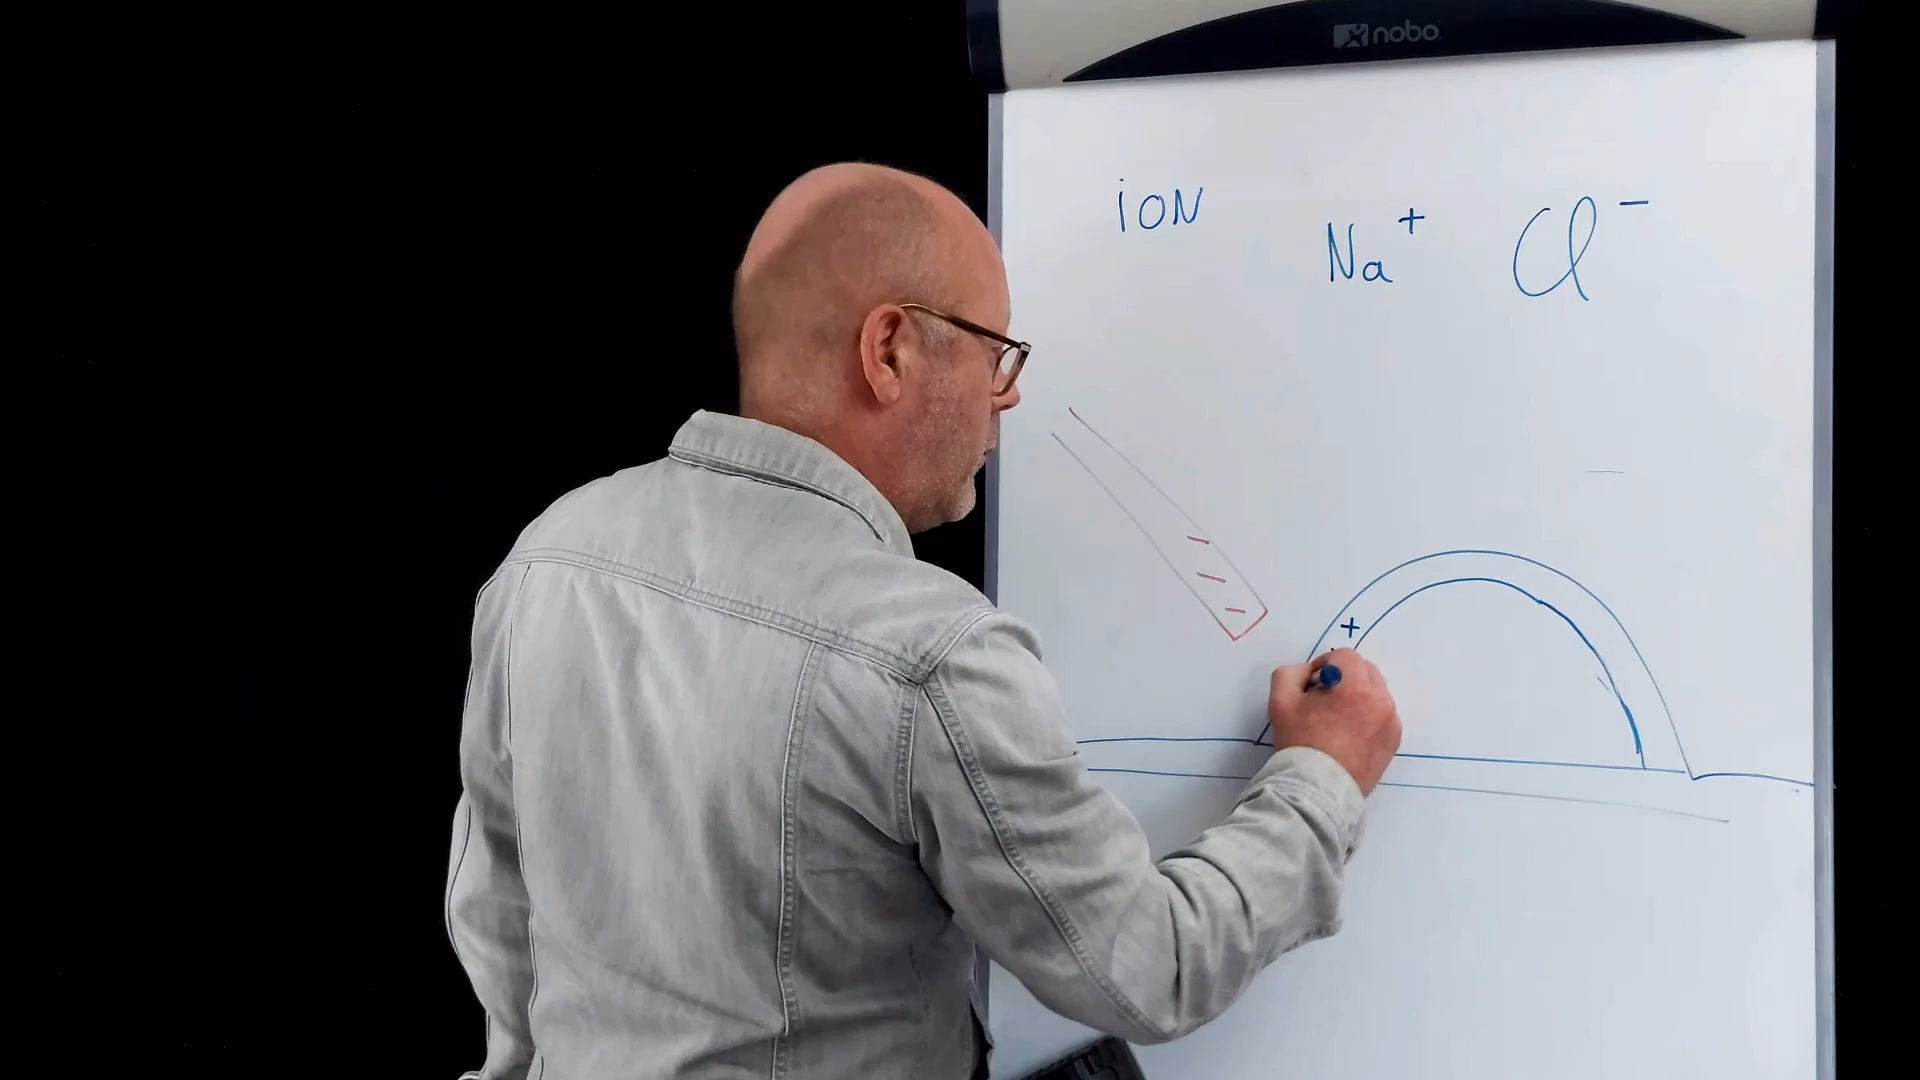 nobo
ion
Na⁺ Cl⁻
+